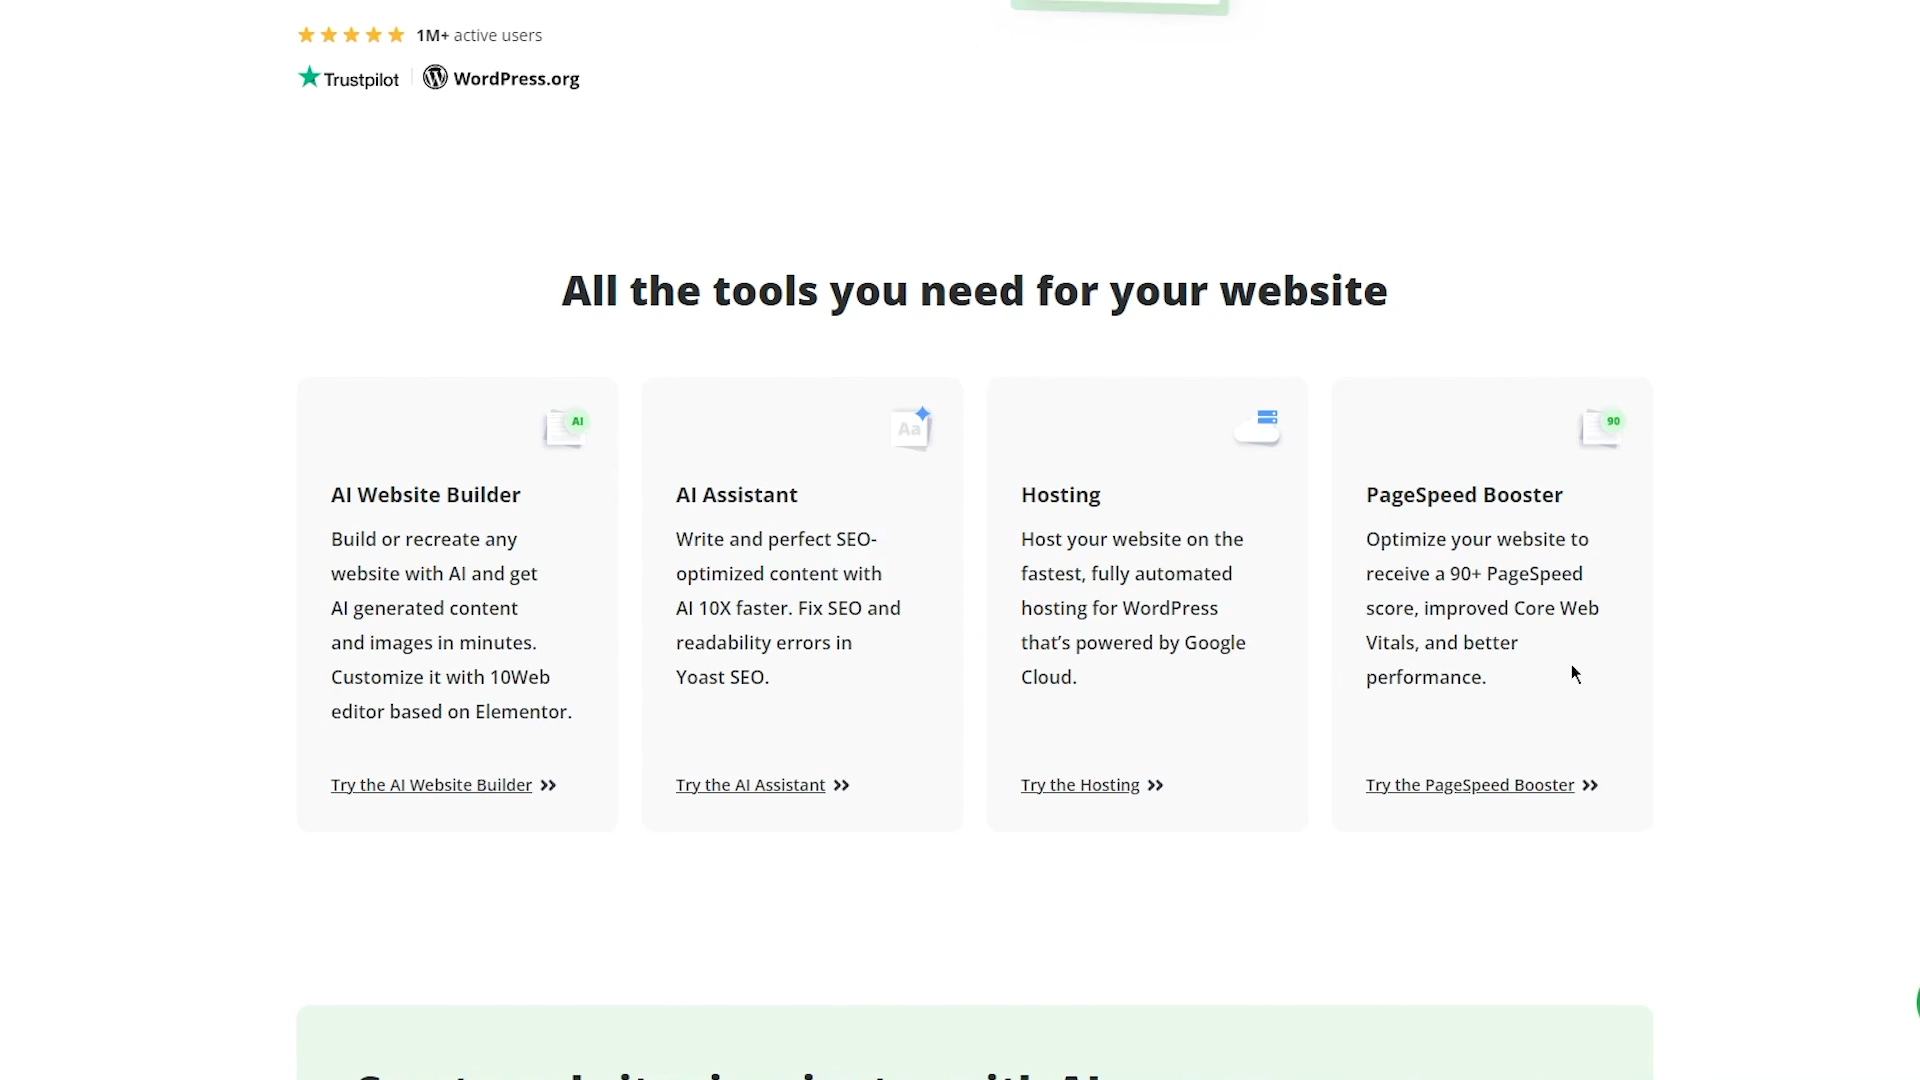 1M+ active users
Trustpilot
WordPress.org
All the tools you need for your website
AI
AI Website Builder
Build or recreate any
website with AI and get
AI generated content
and images in minutes.
Customize it with 10Web
editor based on Elementor.
Try the AI Website Builder
Aa
AI Assistant
Write and perfect SEO-
optimized content with
AI 10X faster. Fix SEO and
readability errors in
Yoast SEO.
Try the AI Assistant
Hosting
Host your website on the
fastest, fully automated
hosting for WordPress
that’s powered by Google
Cloud.
Try the Hosting
90
PageSpeed Booster
Optimize your website to
receive a 90+ PageSpeed
score, improved Core Web
Vitals, and better
performance.
Try the PageSpeed Booster